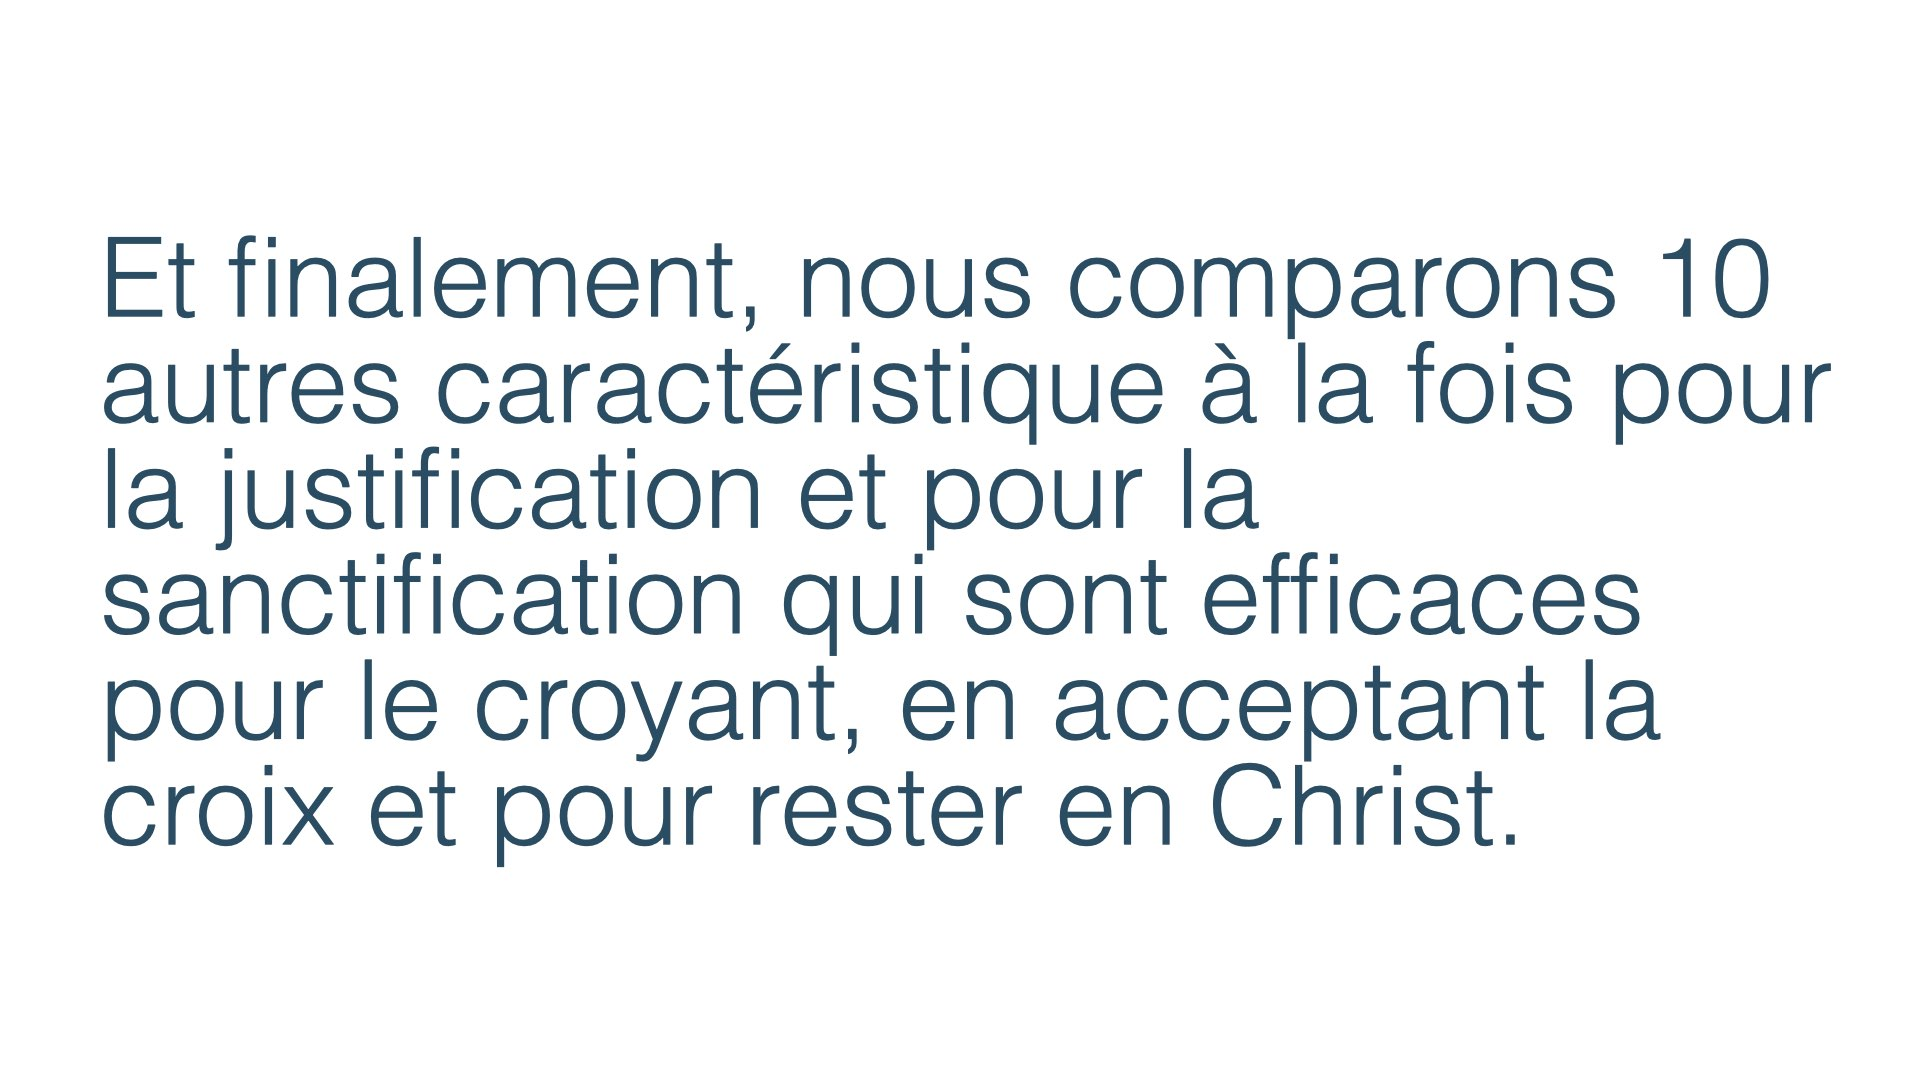 Et finalement, nous comparons 10
autres caractéristique à la fois pour
la justification et pour la
sanctification qui sont efficaces
pour le croyant, en acceptant la
croix et pour rester en Christ.